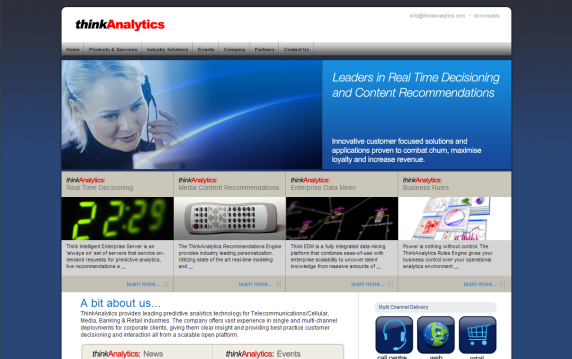 info@thinkanalytics.com - downloads
thinkAnalytics
Home Products & Services Industry Solutions Events Company Partners Contact Us
Leaders in Real Time Decisioning
and Content Recommendations
Innovative customer focused solutions and
applications proven to combat churn, maximise
loyalty and increase revenue.
thinkAnalytics:
Real Time Decisioning
thinkAnalytics:
Media Content Recommendations
thinkAnalytics:
Enterprise Data Miner
thinkAnalytics:
Business Rules
22:29
Think Intelligent Enterprise Server is an
'always on' set of servers that service on-
demand requests for predictive analytics,
live recommendations a ...
The ThinkAnalytics Recommendations Engine
provides industry leading personalization.
Utilizing state of the art real-time modeling
and ...
Think EDM is a fully integrated data mining
platform that combines ease-of-use with
enterprise scalability to uncover latent
knowledge from massive amounts of ...
Power is nothing without control. The
ThinkAnalytics Rules Engine gives your
business control over your operational
analytics environment ...
learn more..
learn more..
learn more..
learn more..
A bit about us...
ThinkAnalytics provides leading predictive analytics technology for Telecommunications/Cellular,
Media, Banking & Retail industries. The company offers vast experience in single and multi-channel
deployments for corporate clients, giving them clear insight and providing best practice customer
decisioning and interaction all from a scalable open platform.
thinkAnalytics: News
thinkAnalytics: Events
Multi Channel Delivery
call centre
web
retail